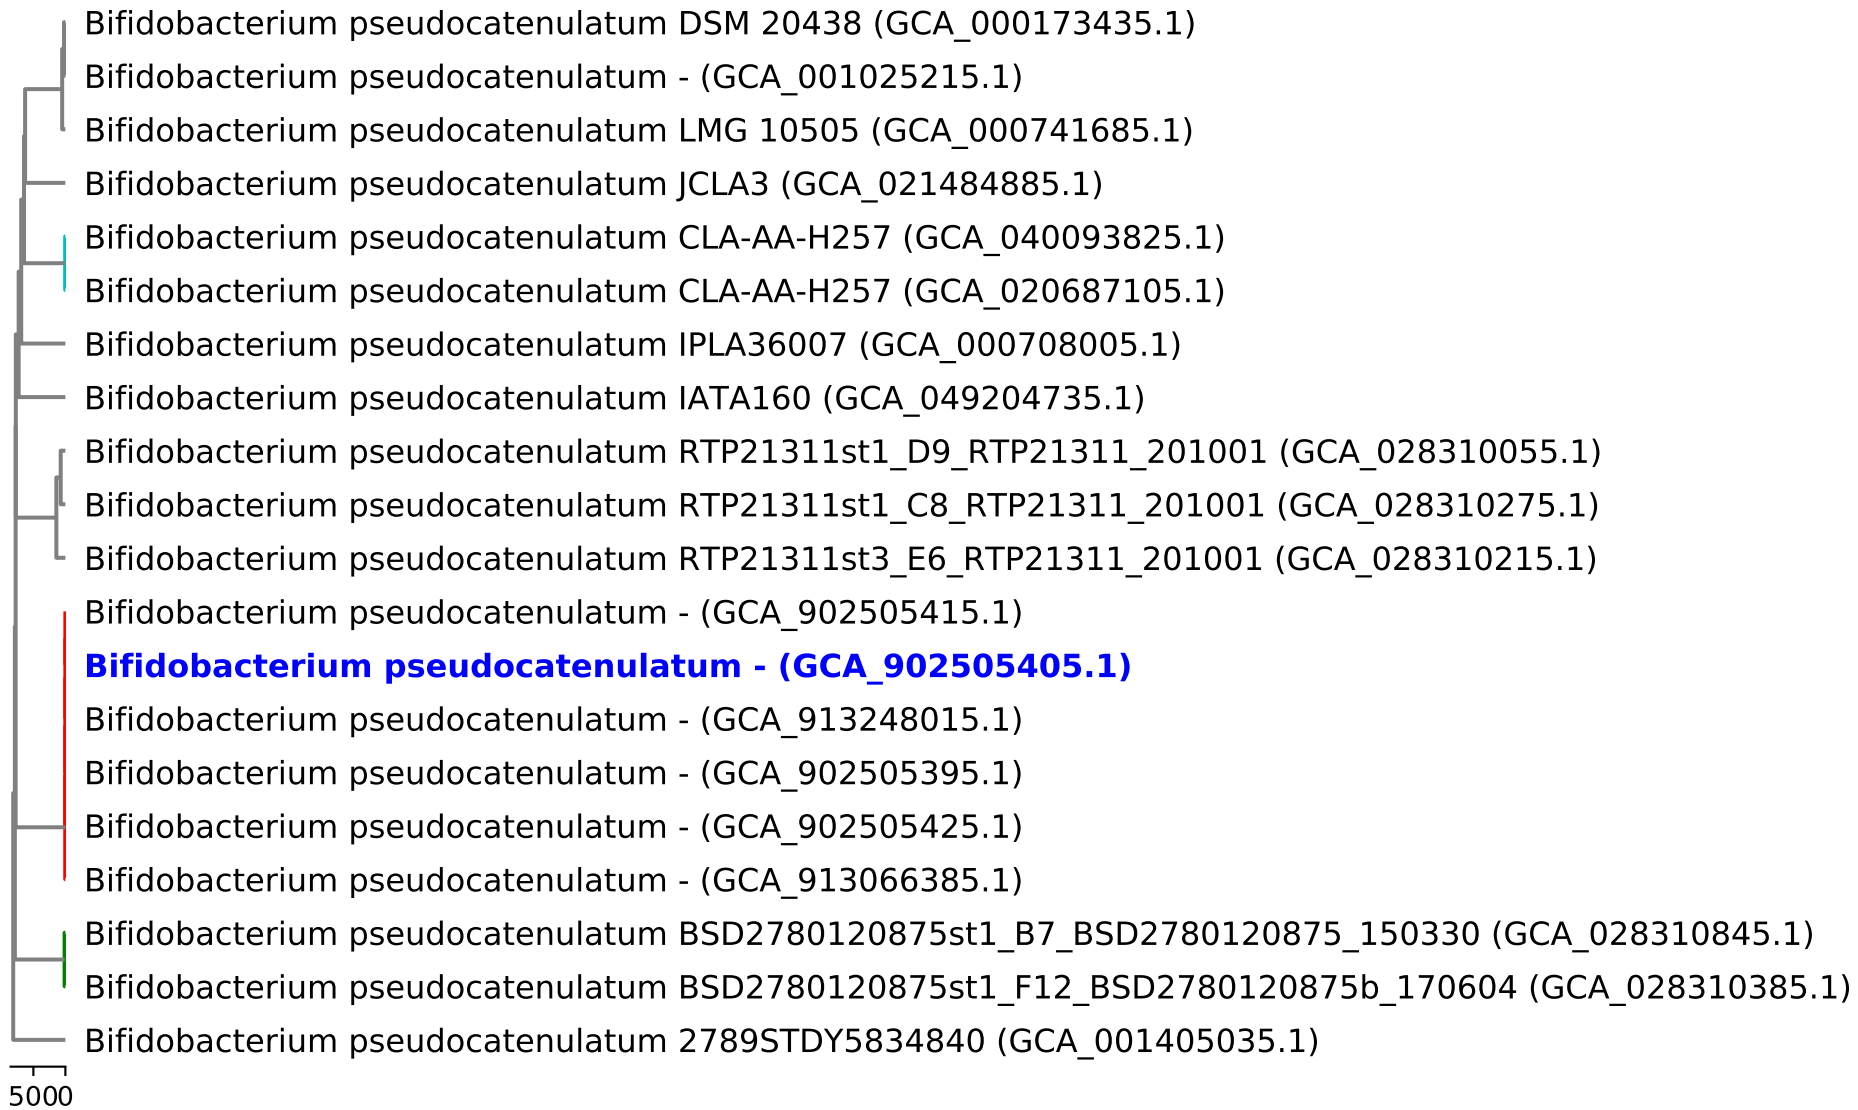 Bifidobacterium pseudocatenulatum DSM 20438 (GCA_000173435.1)
Bifidobacterium pseudocatenulatum - (GCA_001025215.1)
Bifidobacterium pseudocatenulatum LMG 10505 (GCA_000741685.1)
Bifidobacterium pseudocatenulatum JCLA3 (GCA_021484885.1)
Bifidobacterium pseudocatenulatum CLA-AA-H257 (GCA_040093825.1)
Bifidobacterium pseudocatenulatum CLA-AA-H257 (GCA_020687105.1)
Bifidobacterium pseudocatenulatum IPLA36007 (GCA_000708005.1)
Bifidobacterium pseudocatenulatum IATA160 (GCA_049204735.1)
Bifidobacterium pseudocatenulatum RTP21311st1_D9_RTP21311_201001 (GCA_028310055.1)
Bifidobacterium pseudocatenulatum RTP21311st1_C8_RTP21311_201001 (GCA_028310275.1)
Bifidobacterium pseudocatenulatum RTP21311st3_E6_RTP21311_201001 (GCA_028310215.1)
Bifidobacterium pseudocatenulatum - (GCA_902505415.1)
Bifidobacterium pseudocatenulatum - (GCA_902505405.1)
Bifidobacterium pseudocatenulatum - (GCA_913248015.1)
Bifidobacterium pseudocatenulatum - (GCA_902505395.1)
Bifidobacterium pseudocatenulatum - (GCA_902505425.1)
Bifidobacterium pseudocatenulatum - (GCA_913066385.1)
Bifidobacterium pseudocatenulatum BSD2780120875st1_B7_BSD2780120875_150330 (GCA_028310845.1)
Bifidobacterium pseudocatenulatum BSD2780120875st1_F12_BSD2780120875b_170604 (GCA_028310385.1)
Bifidobacterium pseudocatenulatum 2789STDY5834840 (GCA_001405035.1)
500 0